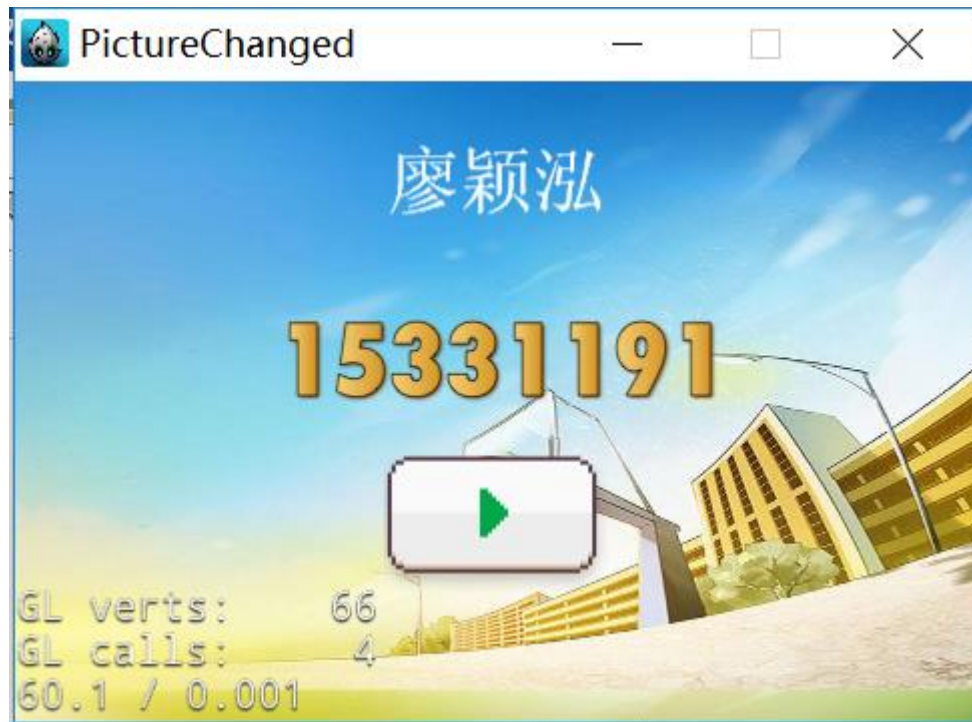 PictureChanged
廖颖泓
15331191
GL verts: 66
GL calls: 4
60.1 / 0.001